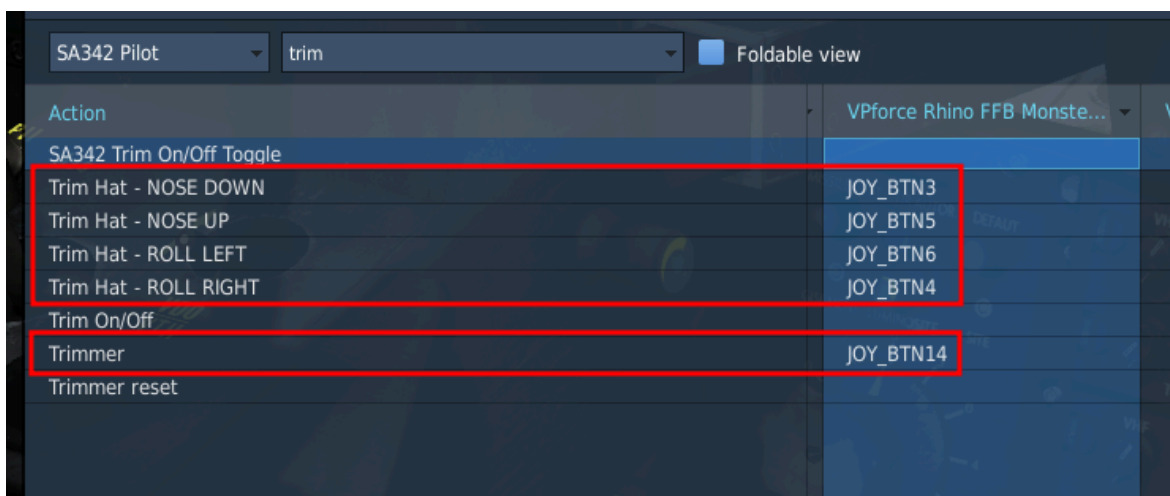 SA342 Pilot trim Foldable view
Action VPforce Rhino FFB Monste...
SA342 Trim On/Off Toggle
Trim Hat - NOSE DOWN JOY_BTN3
Trim Hat - NOSE UP JOY_BTN5
Trim Hat - ROLL LEFT JOY_BTN6
Trim Hat - ROLL RIGHT JOY_BTN4
Trim On/Off
Trimmer JOY_BTN14
Trimmer reset